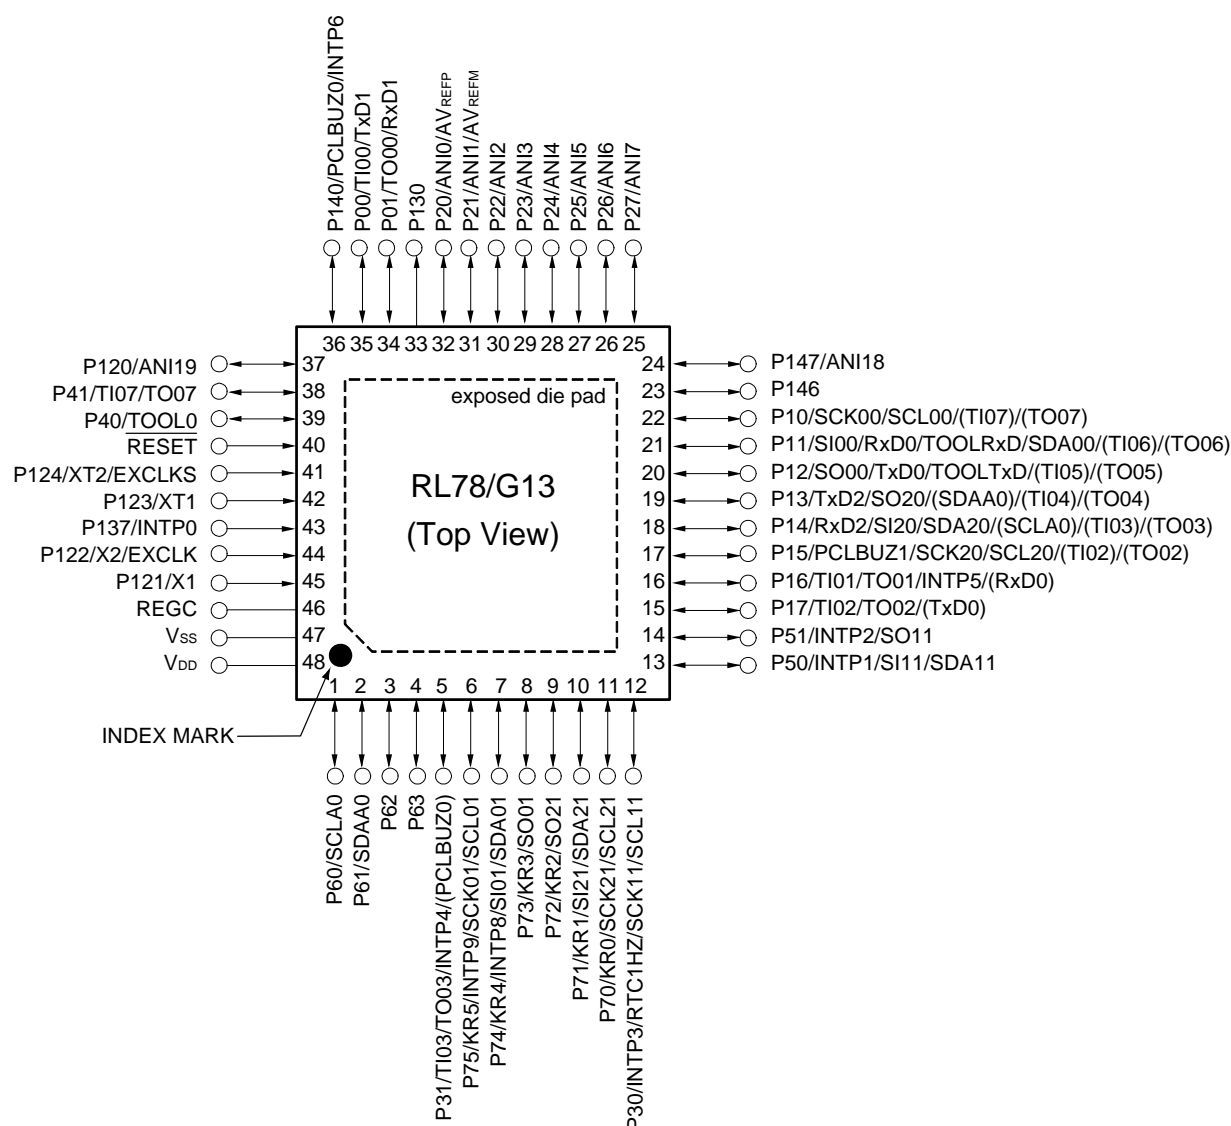 P140/PCLBUZ0/INTP6
P00/TI00/TxD1
P01/TO00/RxD1
P130
P20/ANI0/AVREFP
P21/ANI1/AVREFM
P22/ANI2
P23/ANI3
P24/ANI4
P25/ANI5
P26/ANI6
P27/ANI7
36 35 34 33 32 31 30 29 28 27 26 25
P120/ANI19 37
P41/TI07/TO07 38
P40/TOOL0 39
RESET 40
P124/XT2/EXCLKS 41
P123/XT1 42
P137/INTP0 43
P122/X2/EXCLK 44
P121/X1 45
REGC 46
VSS 47
VDD 48
INDEX MARK
exposed die pad
RL78/G13
(Top View)
24 P147/ANI18
23 P146
22 P10/SCK00/SCL00/(TI07)/(TO07)
21 P11/SI00/RxD0/TOOLRxD/SDA00/(TI06)/(TO06)
20 P12/SO00/TxD0/TOOLTxD/(TI05)/(TO05)
19 P13/TxD2/SO20/(SDAA0)/(TI04)/(TO04)
18 P14/RxD2/SI20/SDA20/(SCLA0)/(TI03)/(TO03)
17 P15/PCLBUZ1/SCK20/SCL20/(TI02)/(TO02)
16 P16/TI01/TO01/INTP5/(RxD0)
15 P17/TI02/TO02/(TxD0)
14 P51/INTP2/SO11
13 P50/INTP1/SI11/SDA11
1 2 3 4 5 6 7 8 9 10 11 12
P60/SCLA0
P61/SDAA0
P62
P63
P31/TI03/TO03/INTP4/(PCLBUZ0)
P75/KR5/INTP9/SCK01/SCL01
P74/KR4/INTP8/SI01/SDA01
P73/KR3/SO01
P72/KR2/SO21
P71/KR1/SI21/SDA21
P70/KR0/SCK21/SCL21
P30/INTP3/RTC1HZ/SCK11/SCL11